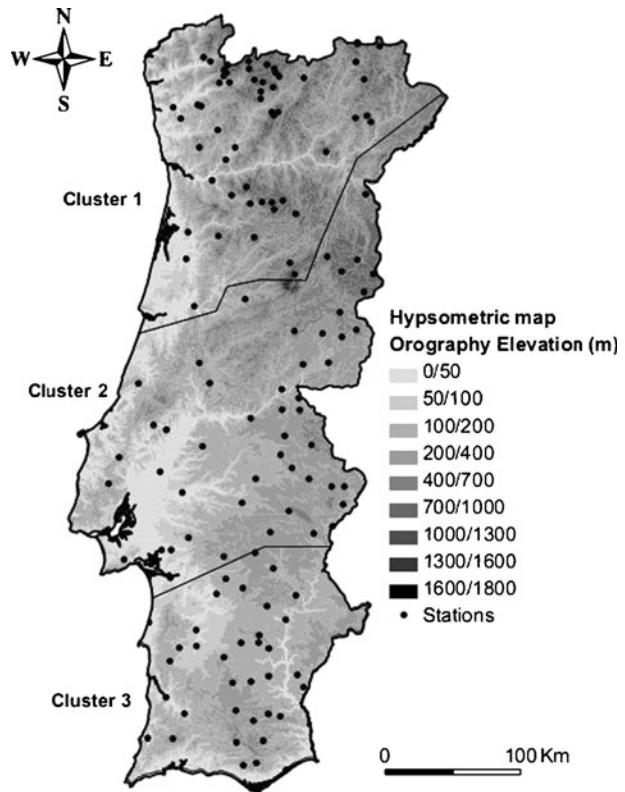 N
W E
S
Cluster 1
Cluster 2
Cluster 3
Hypsometric map
Orography Elevation (m)
0/50
50/100
100/200
200/400
400/700
700/1000
1000/1300
1300/1600
1600/1800
Stations
0 100 Km